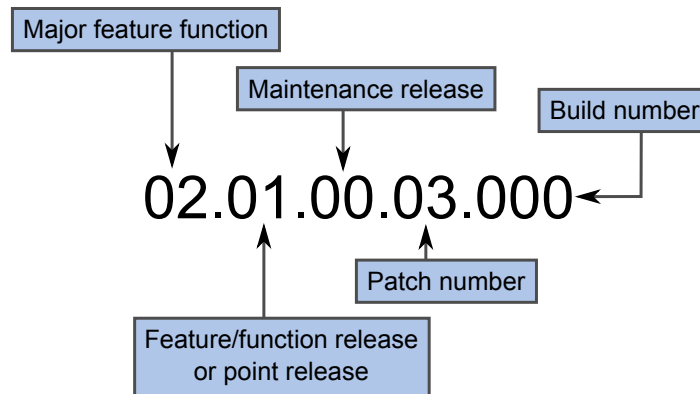 Major feature function
Maintenance release
Build number
02.01.00.03.000
Patch number
Feature/function release
or point release